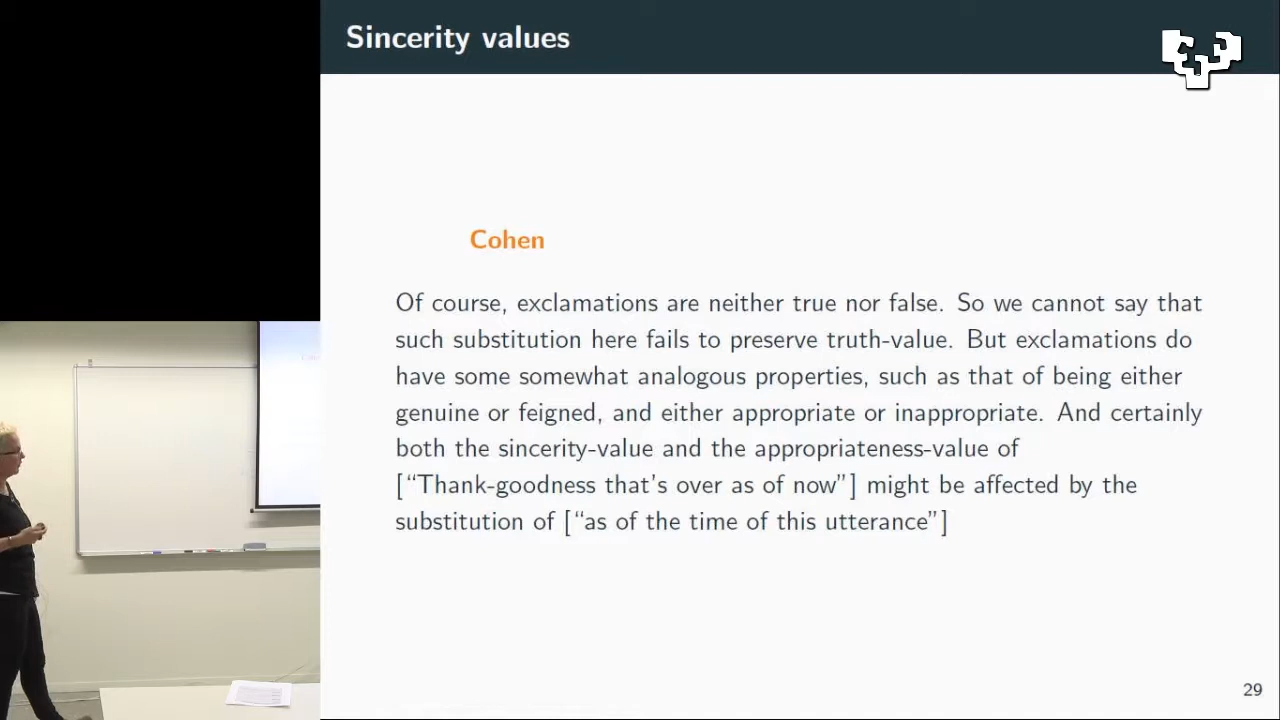 Sincerity values
Cohen
Of course, exclamations are neither true nor false. So we cannot say that
such substitution here fails to preserve truth-value. But exclamations do
have some somewhat analogous properties, such as that of being either
genuine or feigned, and either appropriate or inappropriate. And certainly
both the sincerity-value and the appropriateness-value of
[“Thank-goodness that’s over as of now”] might be affected by the
substitution of [“as of the time of this utterance”]
29